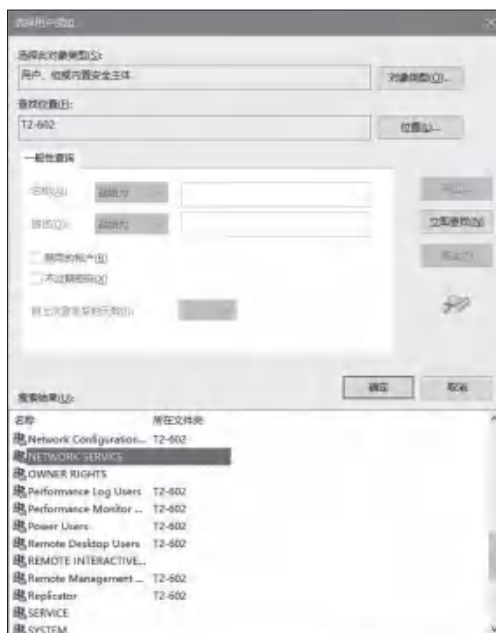 选择用户或组
选择此对象类型(S):
用户、组或内置安全主体
对象类型(O)...
查找位置(F):
T2-602
位置(L)...
一般性查询
名称(A):
起始为
描述(D):
起始为
立即查找(N)
禁用的帐户(B)
不过期密码(X)
自上次登录后的天数(I):
确定
取消
搜索结果(U):
名称 所在文件夹
Network Configuration... T2-602
NETWORK SERVICE
OWNER RIGHTS
Performance Log Users T2-602
Performance Monitor ... T2-602
Power Users T2-602
Remote Desktop Users T2-602
REMOTE INTERACTIVE...
Remote Management ... T2-602
Replicator T2-602
SERVICE
SYSTEM